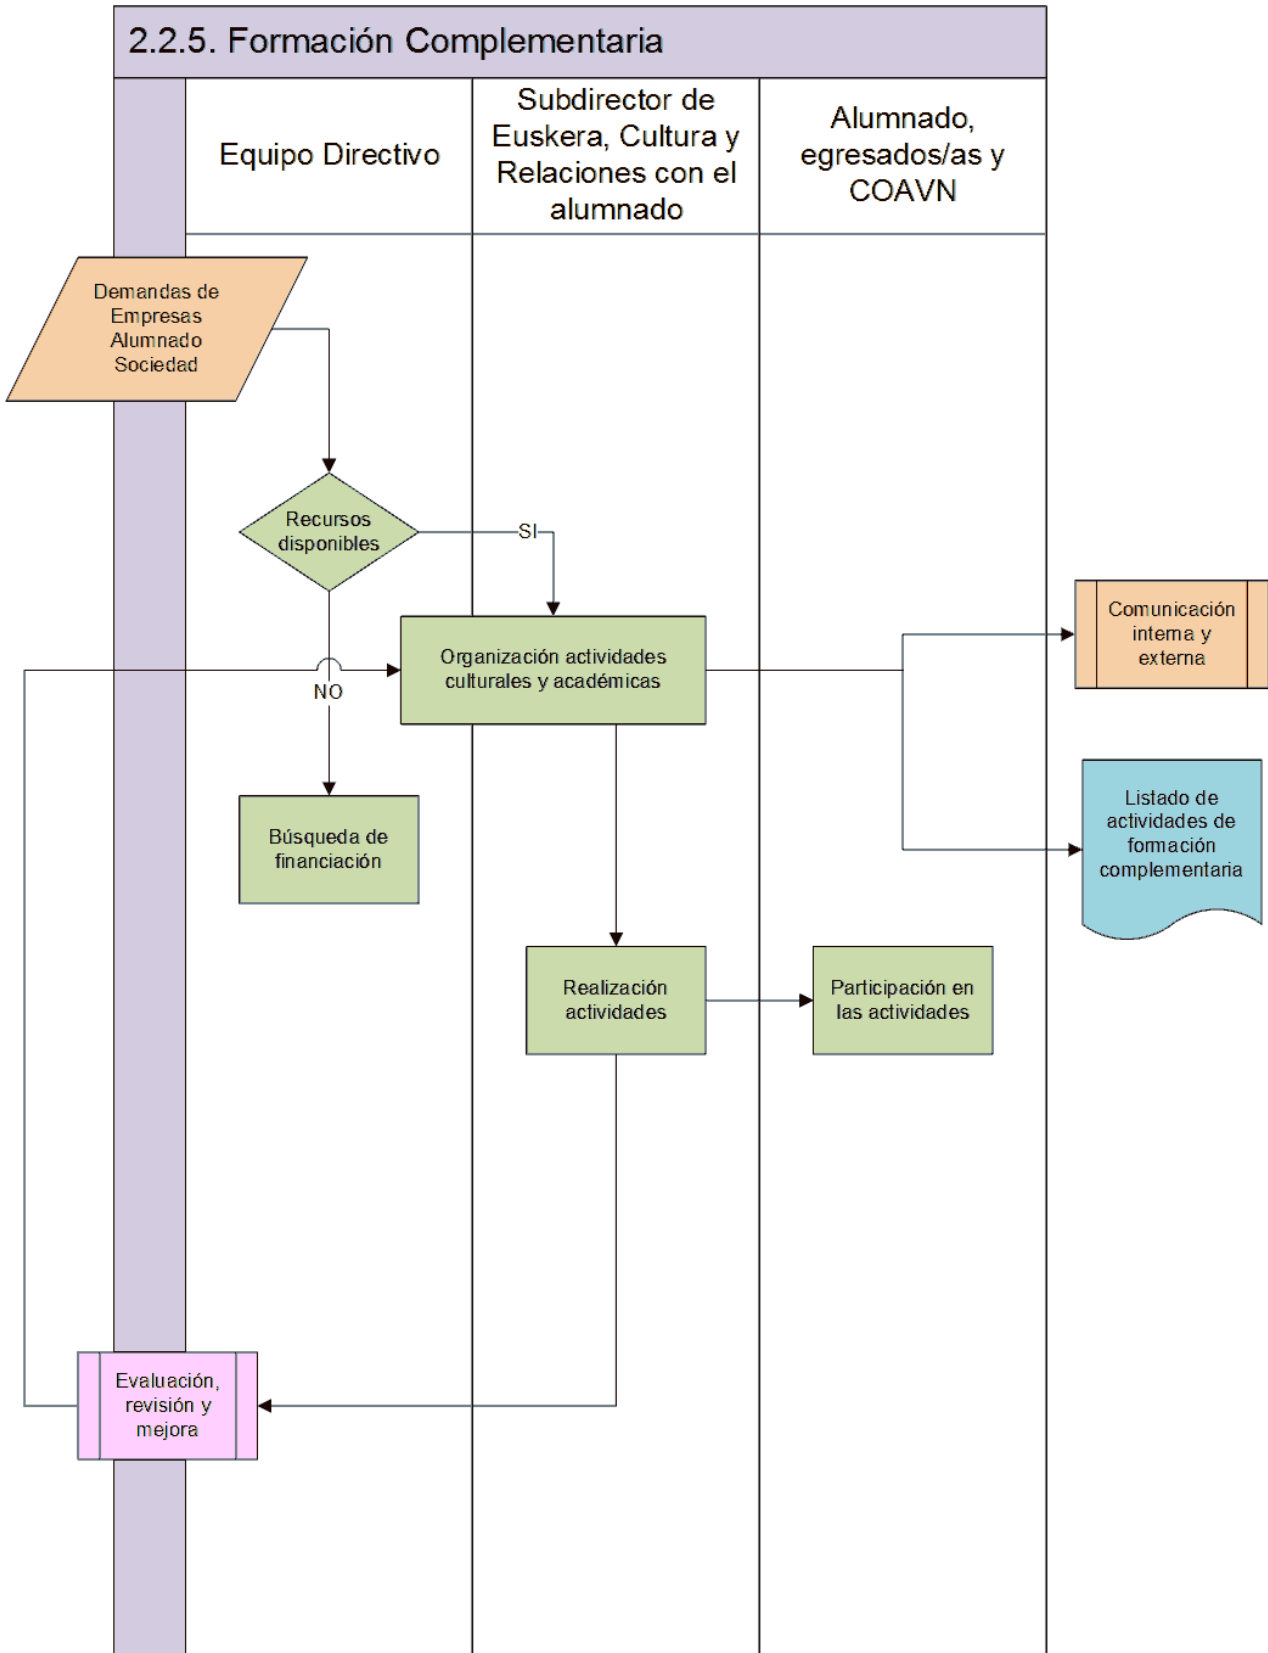 2.2.5. Formación Complementaria
Equipo Directivo
Subdirector de
Euskera, Cultura y
Relaciones con el
alumnado
Alumnado,
egresados/as y
COAVN
Demandas de
Empresas
Alumnado
Sociedad
Recursos
disponibles
SI
NO
Organización actividades
culturales y académicas
Comunicación
interna y
externa
Búsqueda de
financiación
Listado de
actividades de
formación
complementaria
Realización
actividades
Participación en
las actividades
Evaluación,
revisión y
mejora